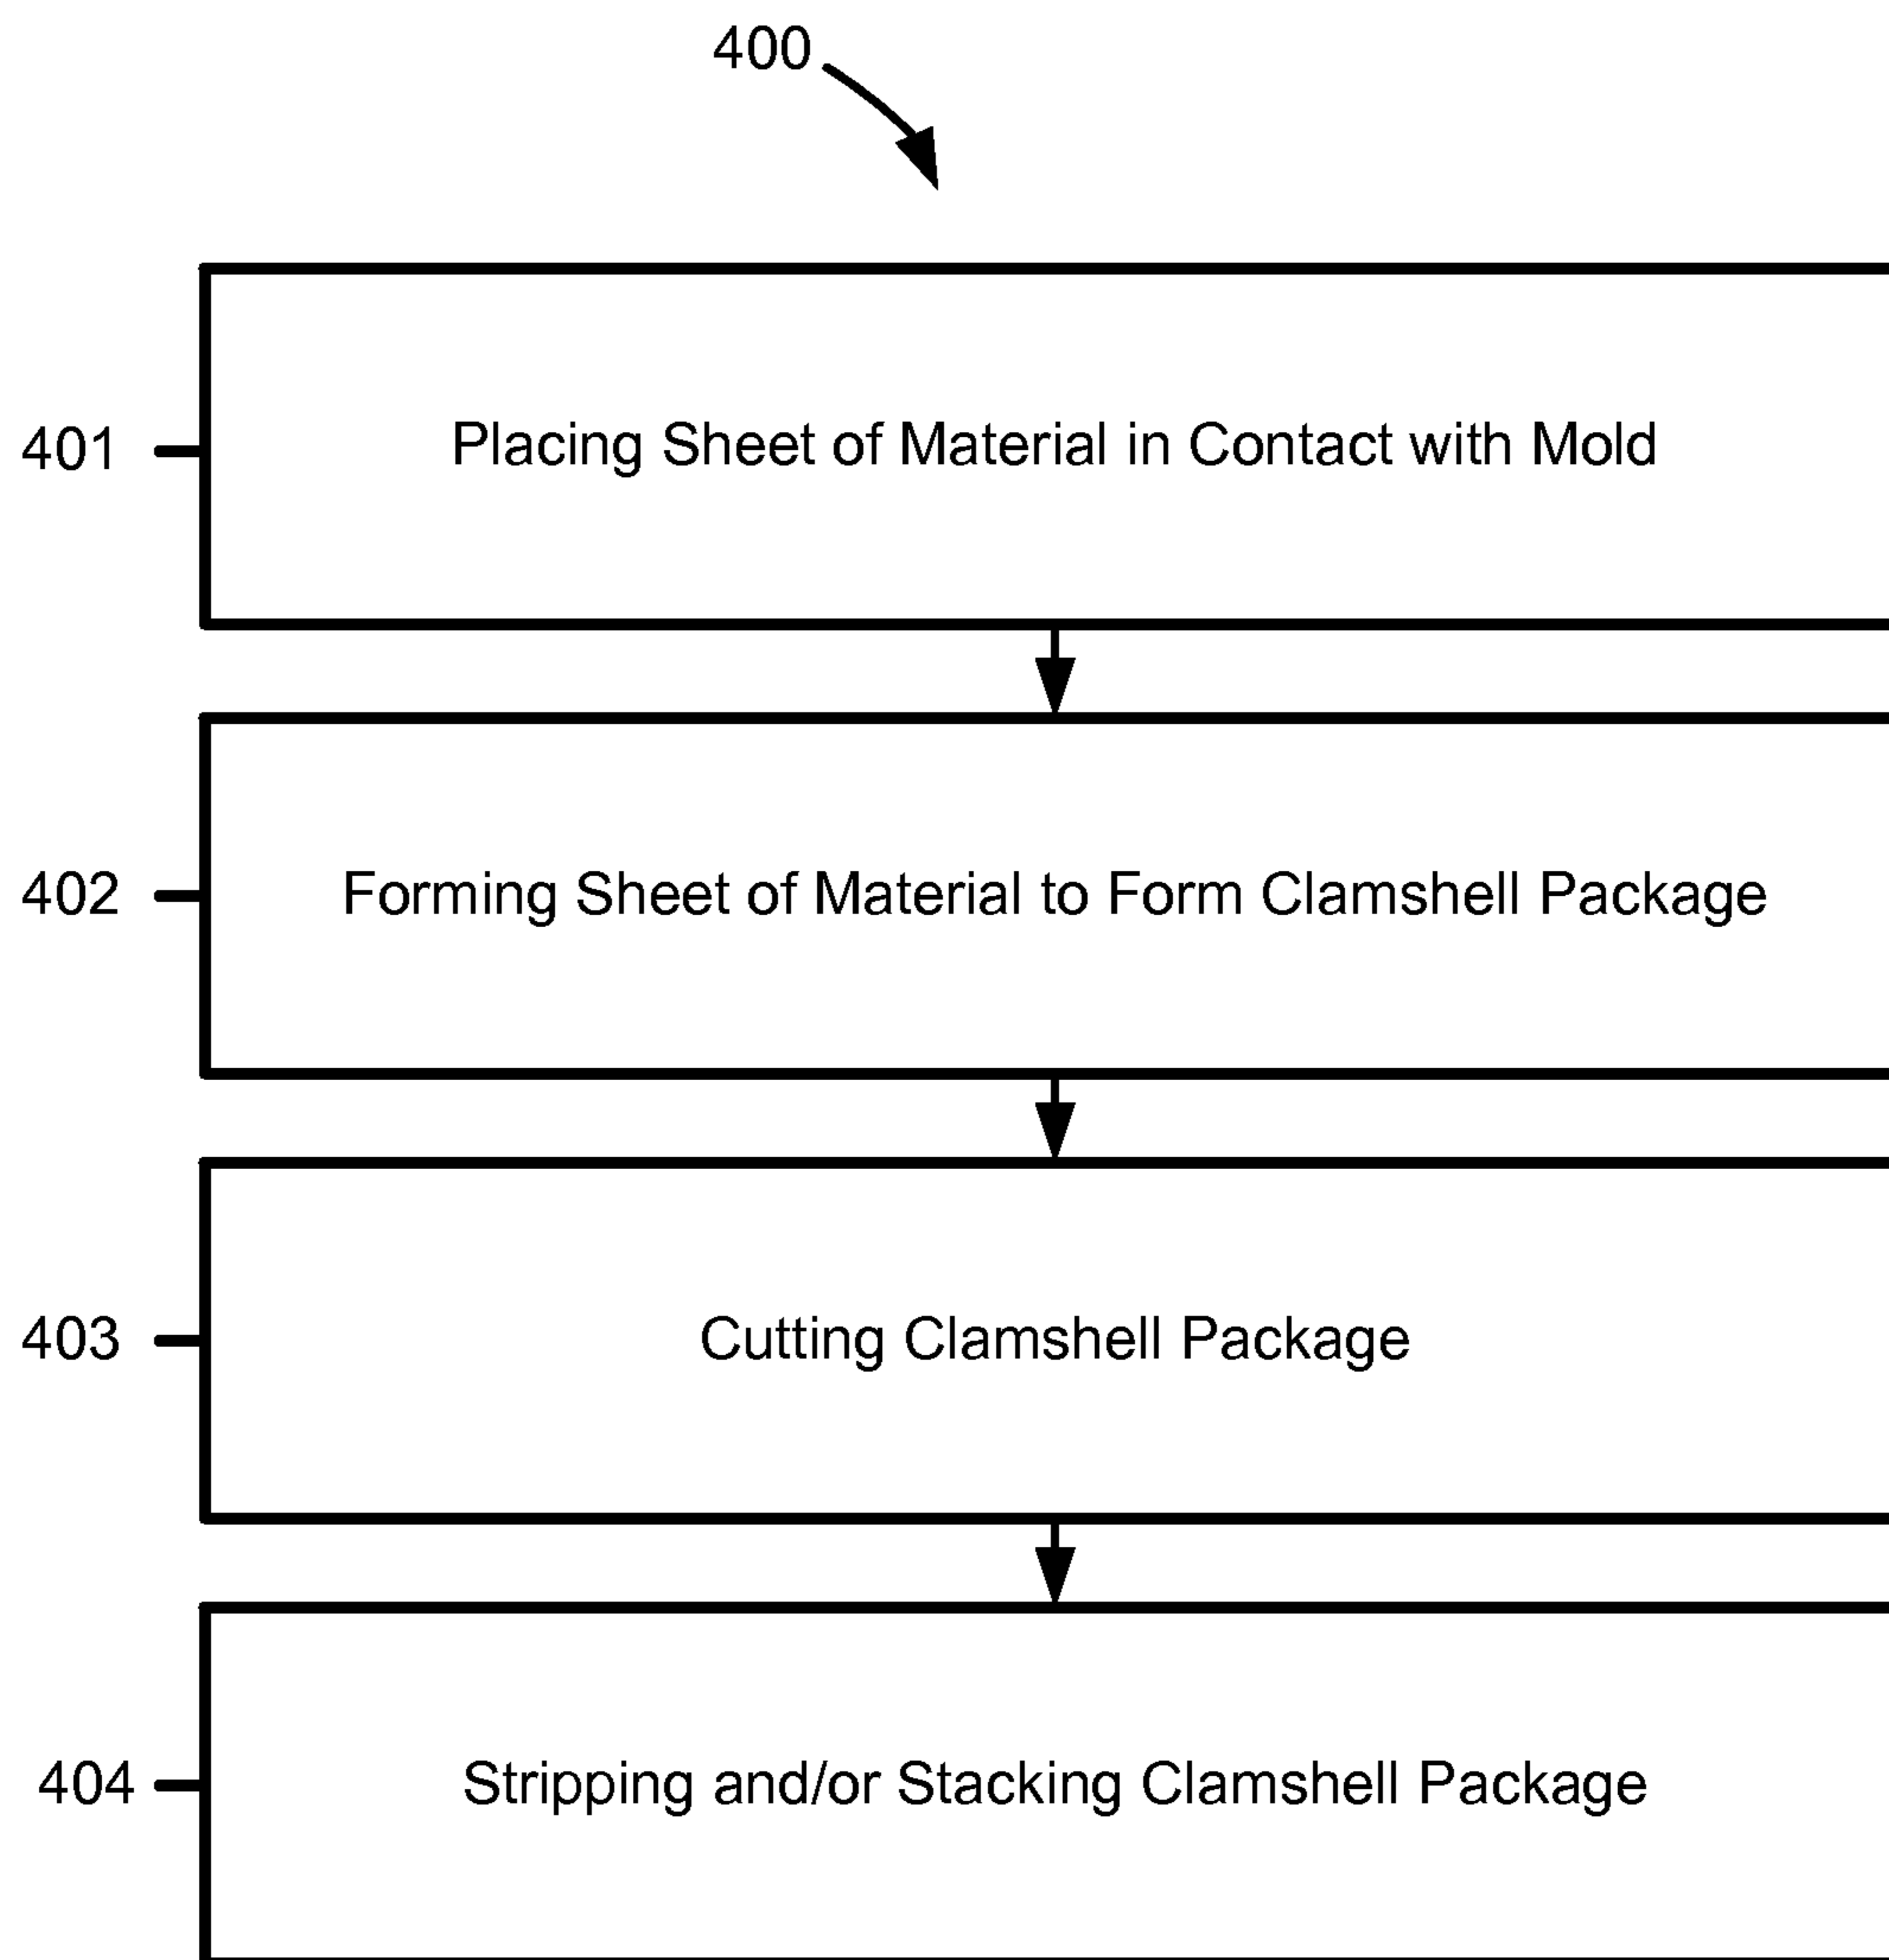 400
401 Placing Sheet of Material in Contact with Mold
402 Forming Sheet of Material to Form Clamshell Package
403 Cutting Clamshell Package
404 Stripping and/or Stacking Clamshell Package